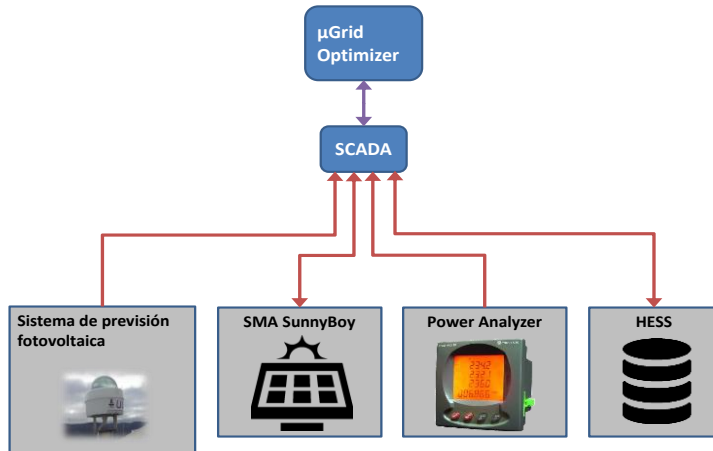 µGrid
Optimizer
SCADA
Sistema de previsión
fotovoltaica
SMA SunnyBoy
Power Analyzer
HESS